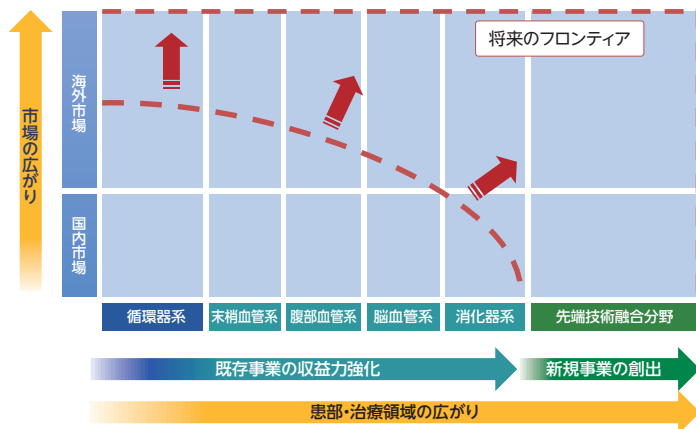 将来のフロンティア
市場の広がり
海外市場
国内市場
循環器系
末梢血管系
腹部血管系
脳血管系
消化器系
先端技術融合分野
既存事業の収益力強化
新規事業の創出
患部・治療領域の広がり